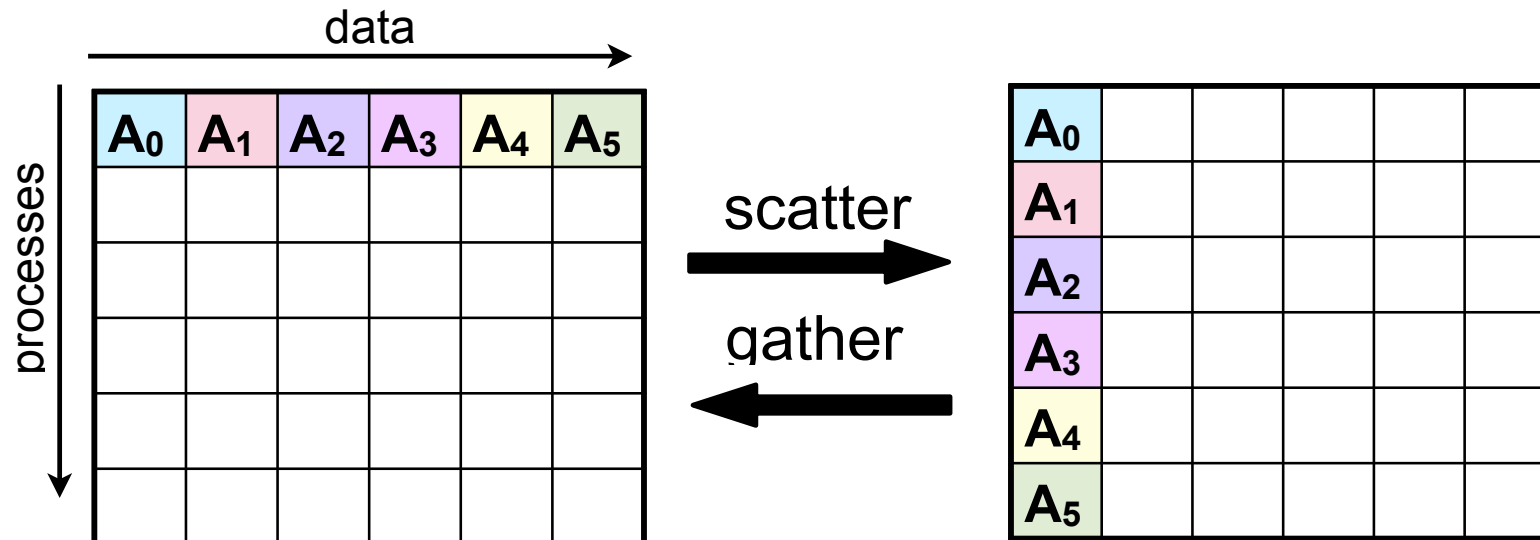 data
processes
A0 A1 A2 A3 A4 A5
scatter
gather
A0
A1
A2
A3
A4
A5